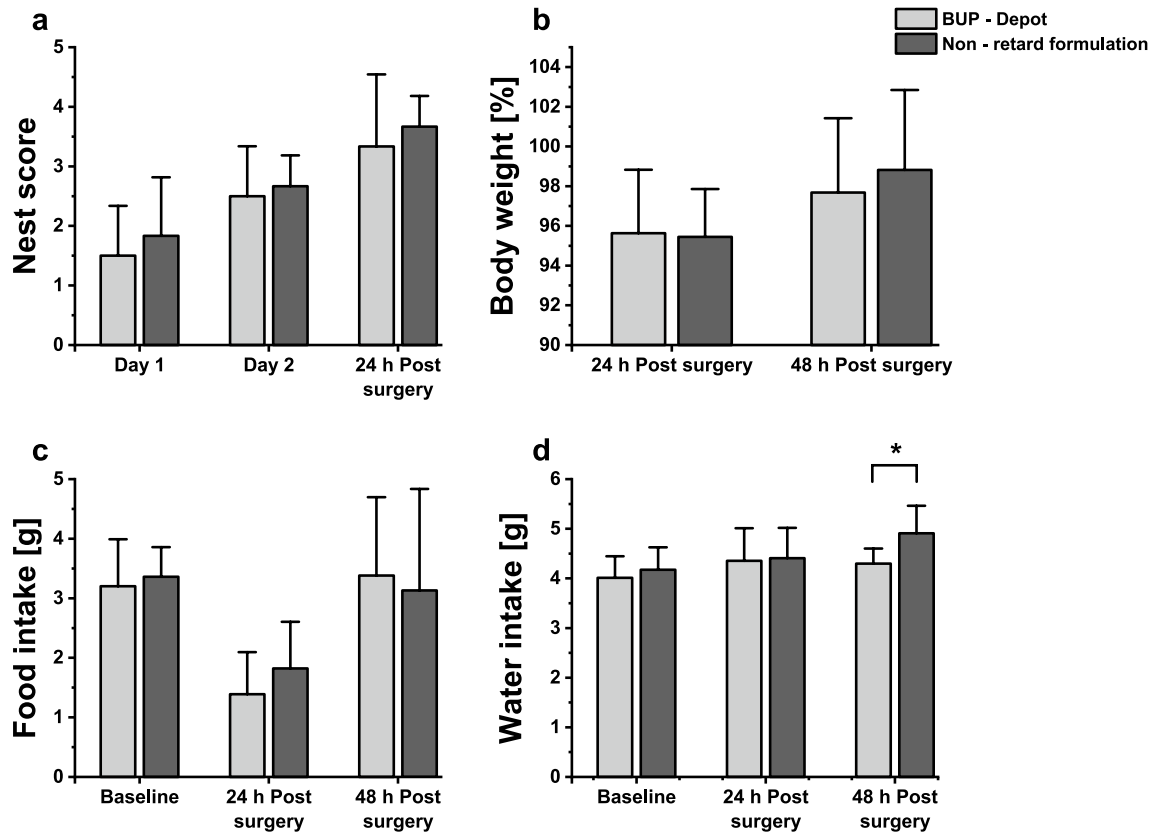 a
b
BUP - Depot
Non - retard formulation
Nest score
5
4
3
2
1
0
Day 1
Day 2
24 h Post
surgery
Body weight [%]
104
102
100
98
96
94
92
90
24 h Post surgery
48 h Post surgery
c
d
Food intake [g]
5
4
3
2
1
0
Baseline
24 h Post
surgery
48 h Post
surgery
Water intake [g]
6
5
4
3
2
1
0
*
Baseline
24 h Post
surgery
48 h Post
surgery